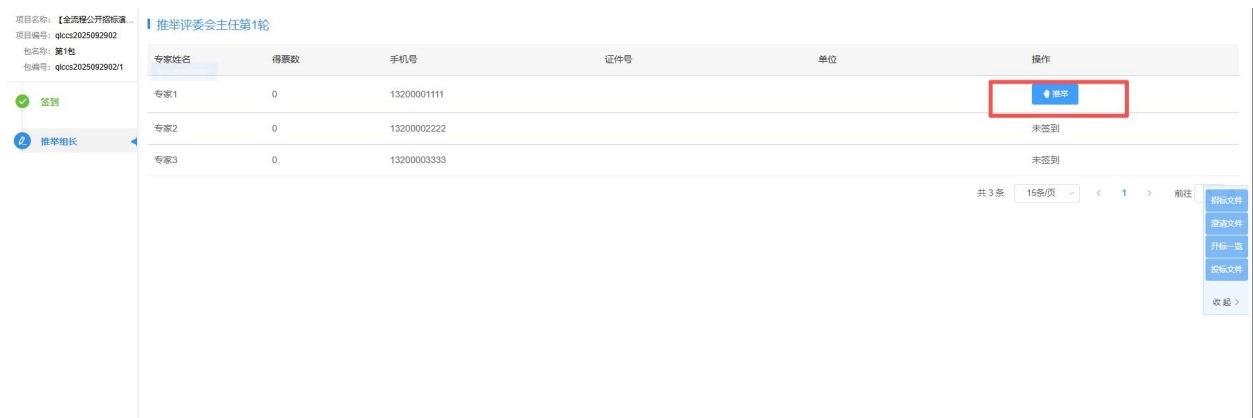 项目名称：【全流程公开招标演...
项目编号：qlccs2025092902
包名称：第1包
包编号：qlccs2025092902/1
签到
推举组长
推举评委会主任第1轮
专家姓名 得票数 手机号 证件号 单位 操作
专家1 0 13200001111 推举
专家2 0 13200002222 未签到
专家3 0 13200003333 未签到
共 3 条 15条/页 < 1 > 前往
招标文件
澄清文件
开标一览
投标文件
收起 >